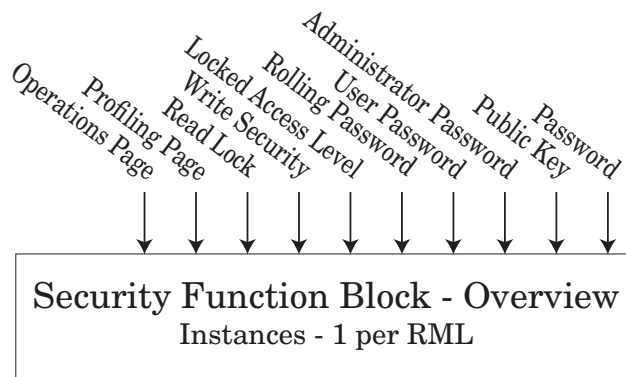 Operations Page
Profiling Page
Read Lock
Write Security
Locked Access Level
Rolling Password
User Password
Administrator Password
Public Key
Password
Security Function Block - Overview
Instances - 1 per RML